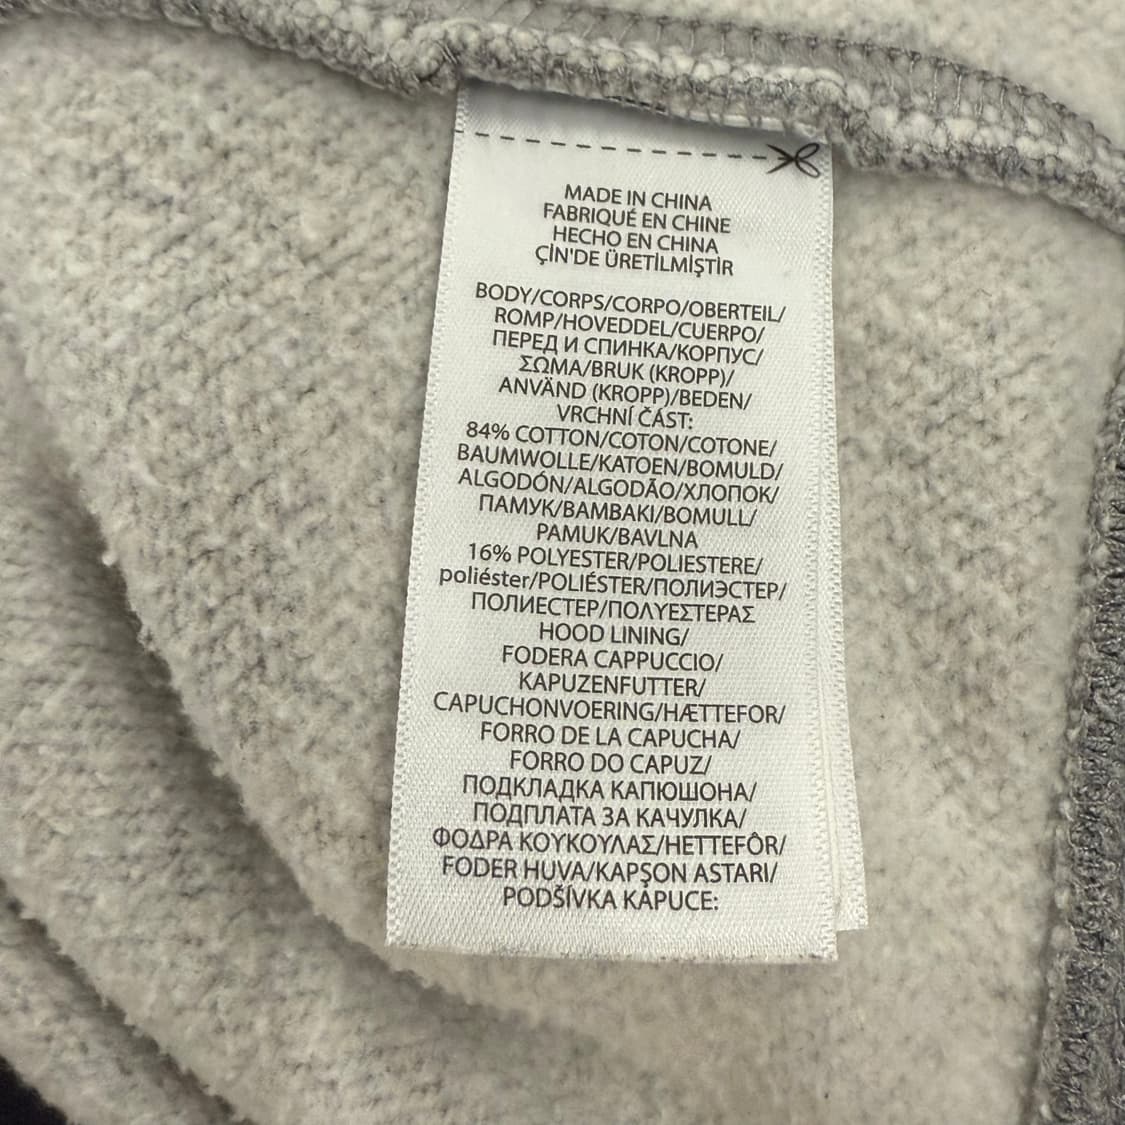 MADE IN CHINA
FABRIQUÉ EN CHINE
HECHO EN CHINA
ÇİN'DE ÜRETİLMİŞTİR
BODY/CORPS/CORPO/OBERTEIL/
ROMP/HOVEDDEL/CUERPO/
ПЕРЕД И СПИНКА/КОРПУС/
ΣΩΜΑ/BRUK (KROPP)/
ANVÄND (KROPP)/BEDEN/
VRCHNÍ ČÁST:
84% COTTON/COTON/COTONE/
BAUMWOLLE/KATOEN/BOMULD/
ALGODÓN/ALGODÃO/ХЛОПОК/
ПАМУК/ΒΑΜΒΑΚΙ/BOMULL/
PAMUK/BAVLNA
16% POLYESTER/POLIESTERE/
poliéster/POLIÉSTER/ПОЛИЭСТЕР/
ПОЛИЕСТЕР/ΠΟΛΥΕΣΤΕΡΑΣ
HOOD LINING/
FODERA CAPPUCCIO/
KAPUZENFUTTER/
CAPUCHONVOERING/HÆTTEFOR/
FORRO DE LA CAPUCHA/
FORRO DO CAPUZ/
ПОДКЛАДКА КАПЮШОНА/
ПОДПЛАТА ЗА КАЧУЛКА/
ΦΟΔΡΑ ΚΟΥΚΟΥΛΑΣ/HETTEFÔR/
FODER HUVA/KAPŞON ASTARI/
PODŠÍVKA KAPUCE: